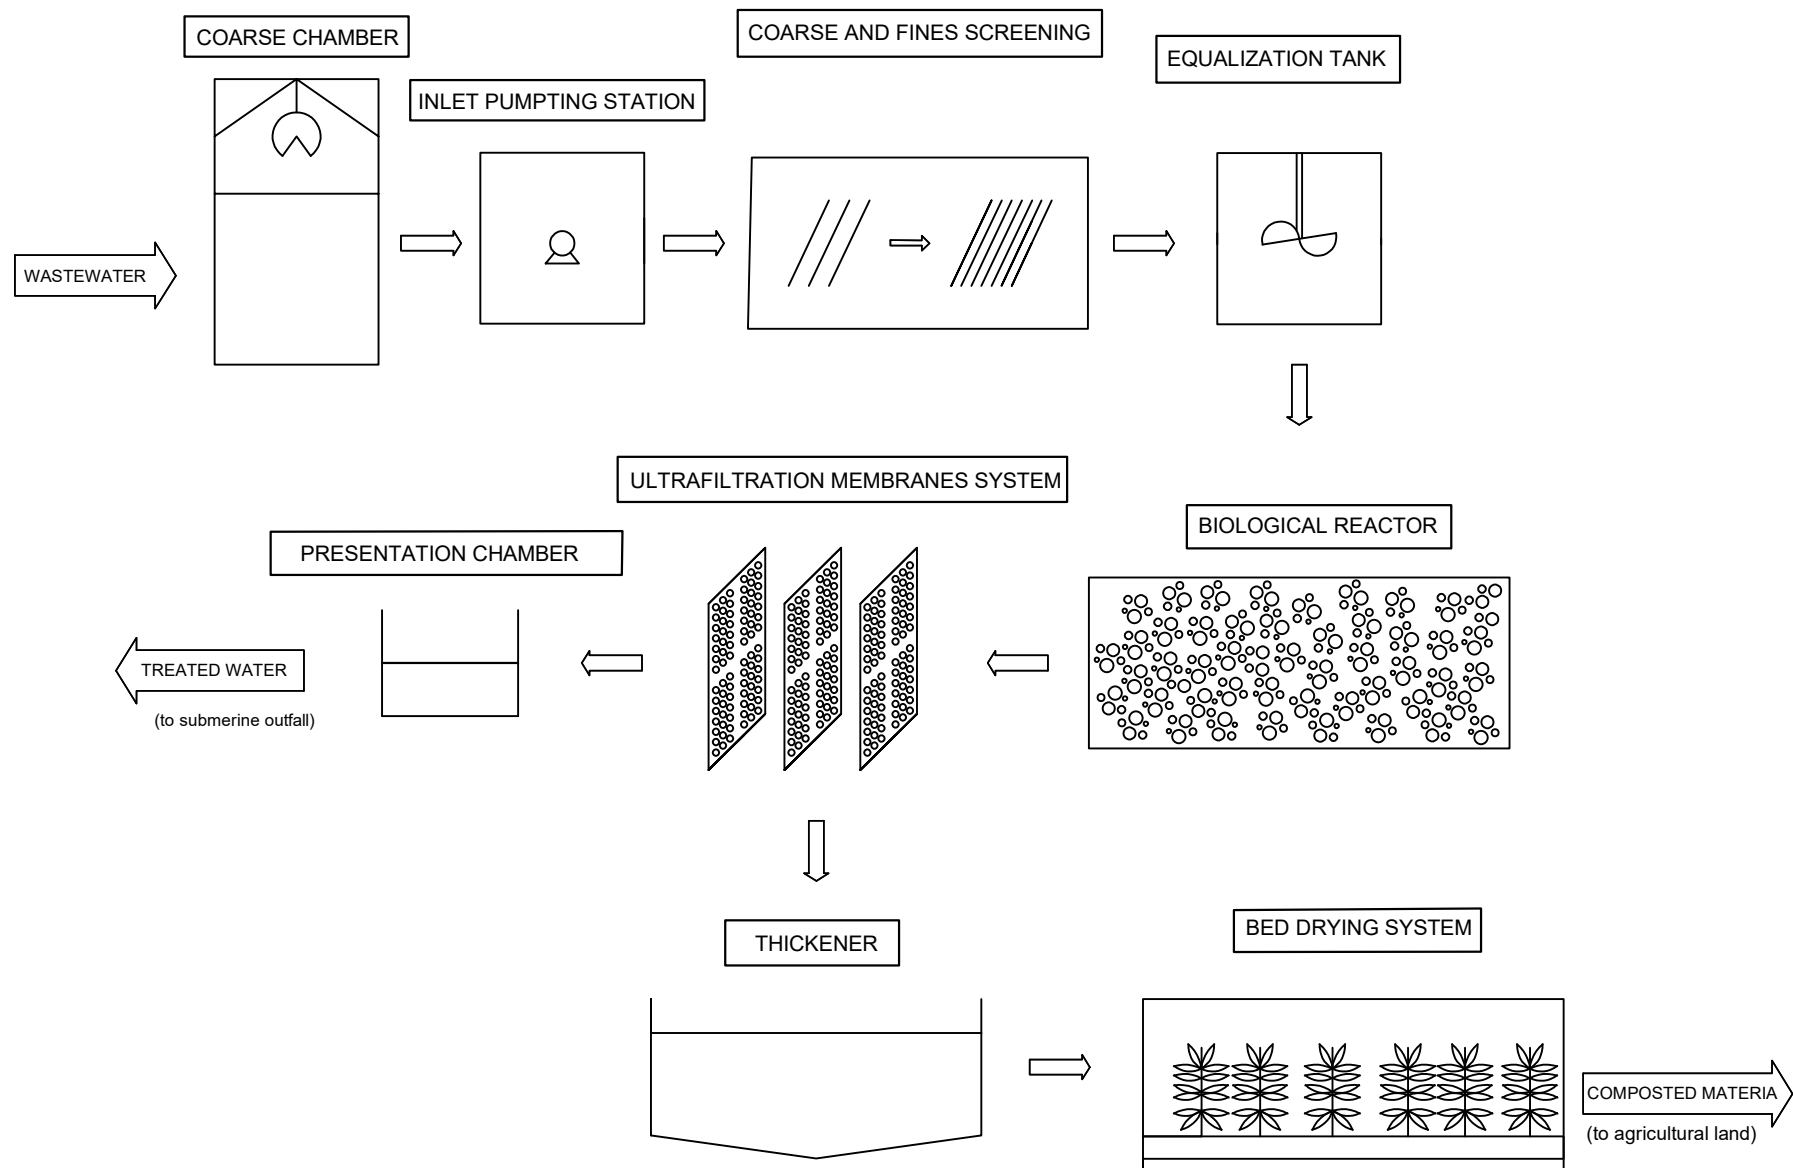 COARSE CHAMBER
COARSE AND FINES SCREENING
EQUALIZATION TANK
INLET PUMPTING STATION
WASTEWATER
ULTRAFILTRATION MEMBRANES SYSTEM
BIOLOGICAL REACTOR
PRESENTATION CHAMBER
TREATED WATER
(to submerine outfall)
THICKENER
BED DRYING SYSTEM
COMPOSTED MATERIA
(to agricultural land)